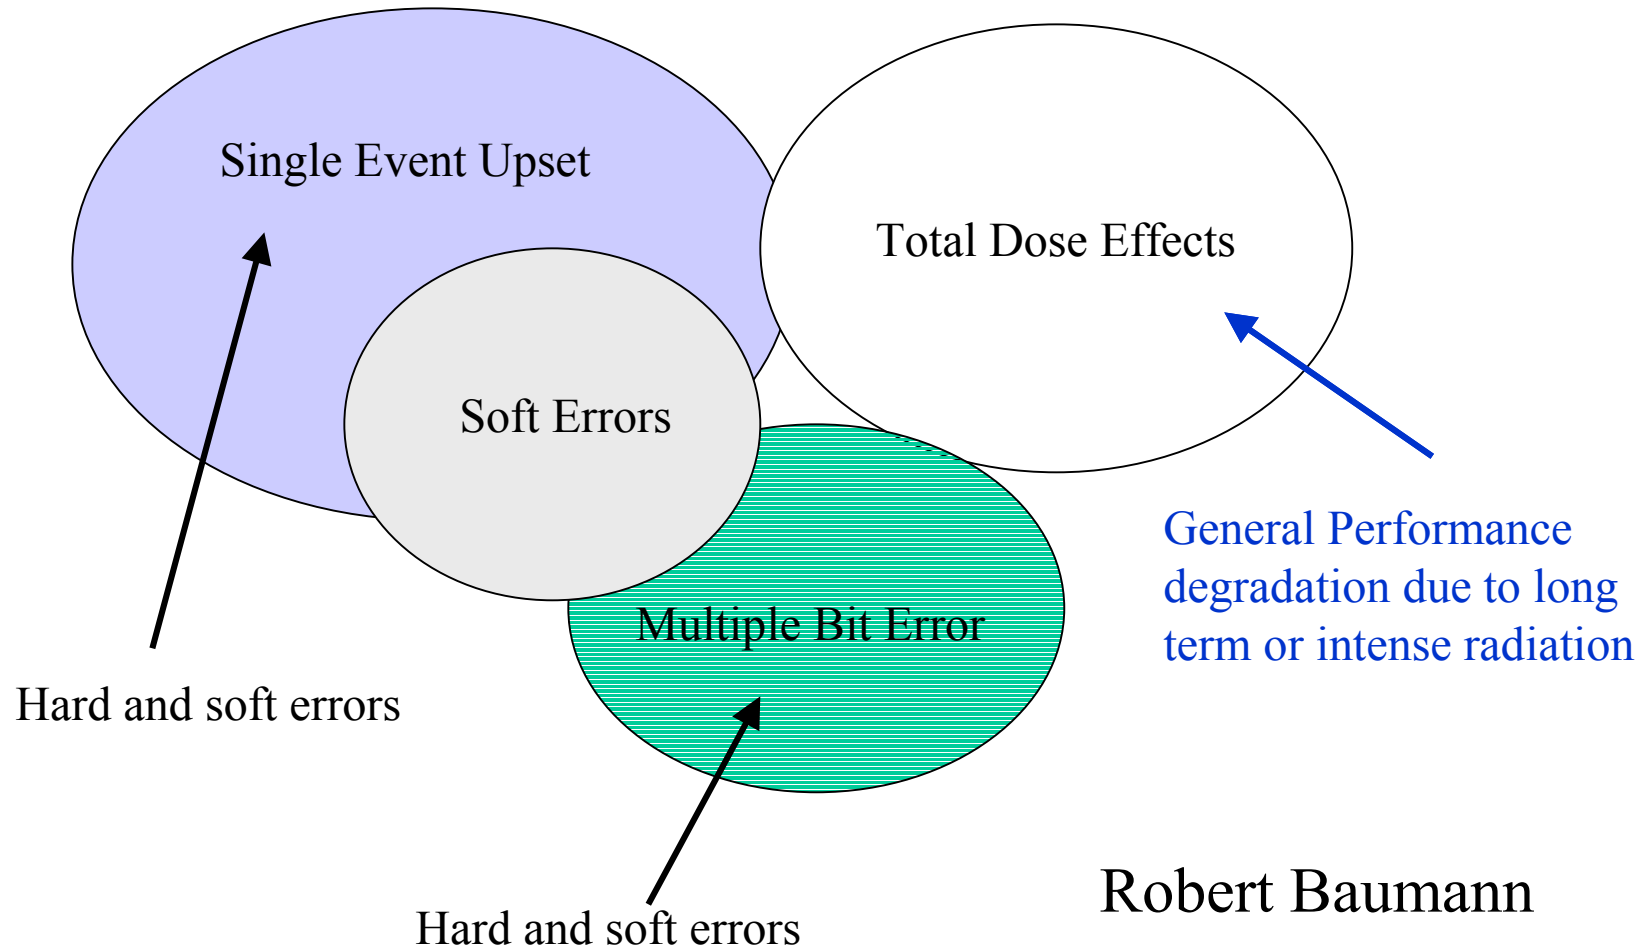 Single Event Upset
Total Dose Effects
Soft Errors
General Performance
degradation due to long
term or intense radiation
Multiple Bit Error
Hard and soft errors
Hard and soft errors
Robert Baumann